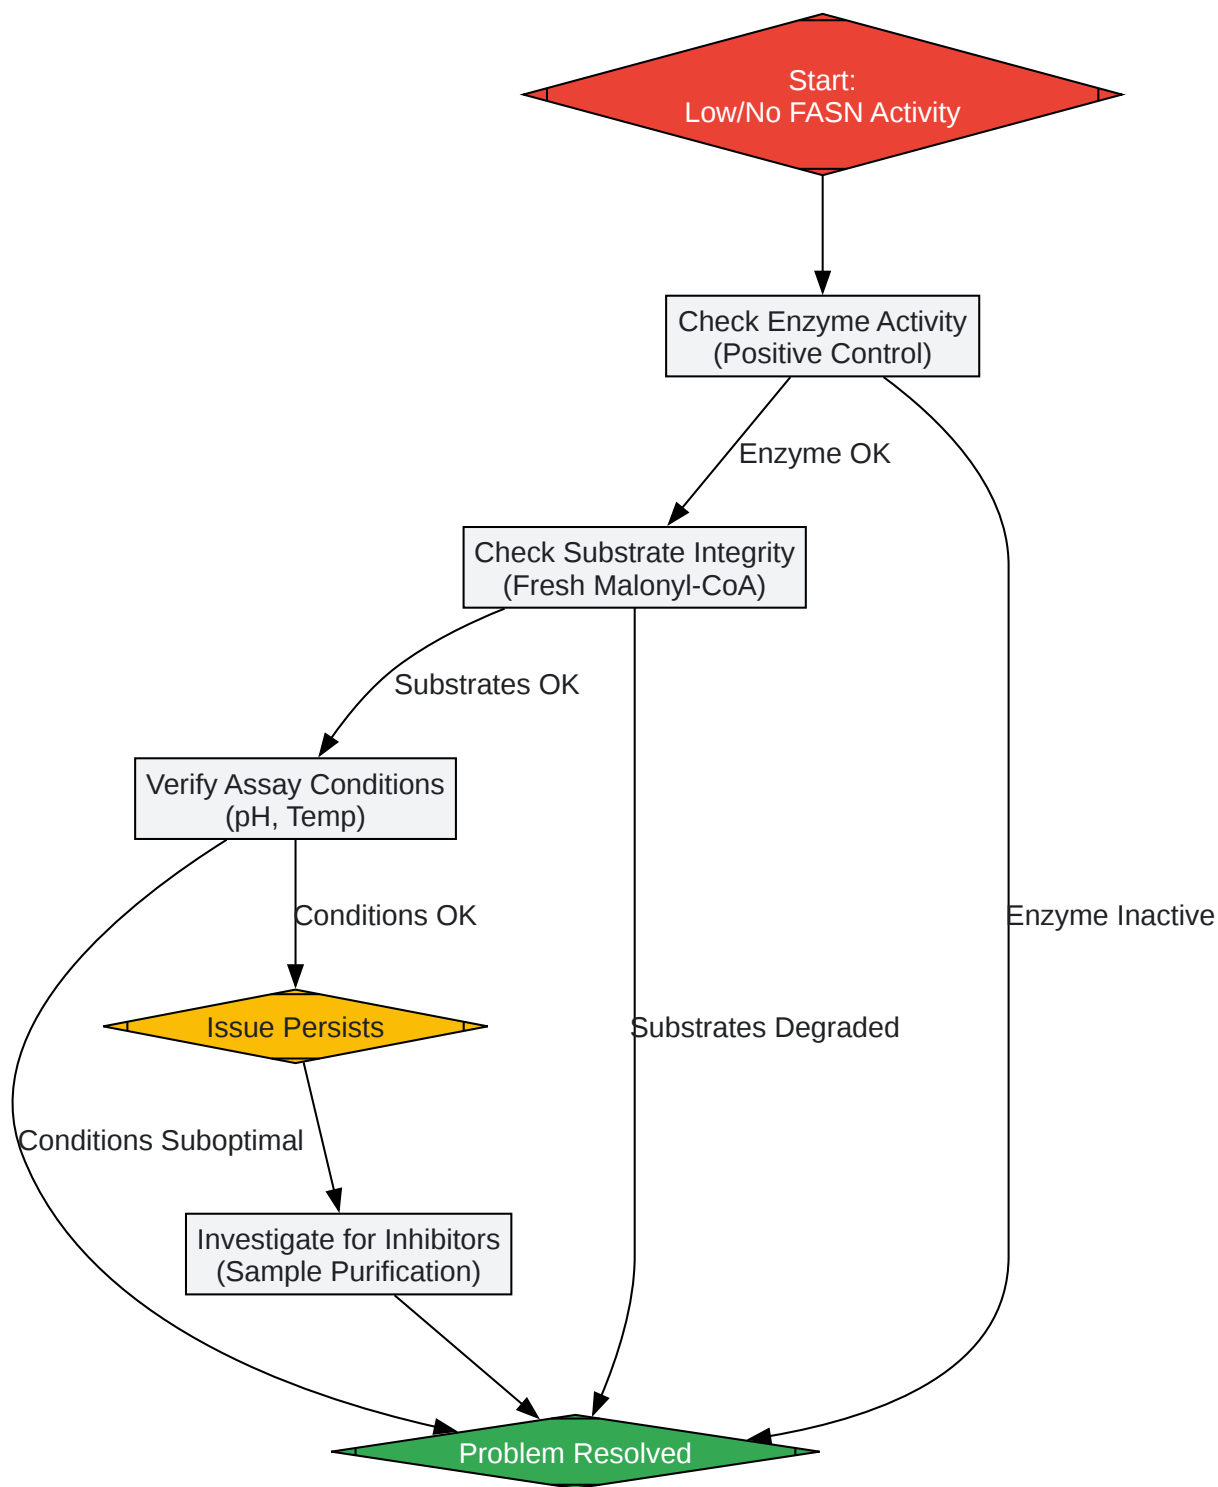 Start:
Low/No FASN Activity
Check Enzyme Activity
(Positive Control)
Enzyme OK
Check Substrate Integrity
(Fresh Malonyl-CoA)
Substrates OK
Verify Assay Conditions
(pH, Temp)
Conditions OK
Enzyme Inactive
Issue Persists
Substrates Degraded
Conditions Suboptimal
Investigate for Inhibitors
(Sample Purification)
Problem Resolved